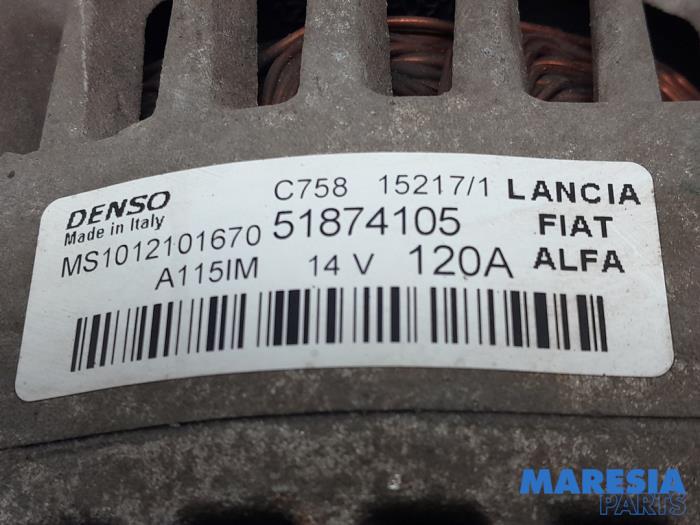 DENSO C758 15217/1 LANCIA
Made in Italy 51874105 FIAT
MS1012101670
A115IM 14 V 120A ALFA
MARESIA
PARTS